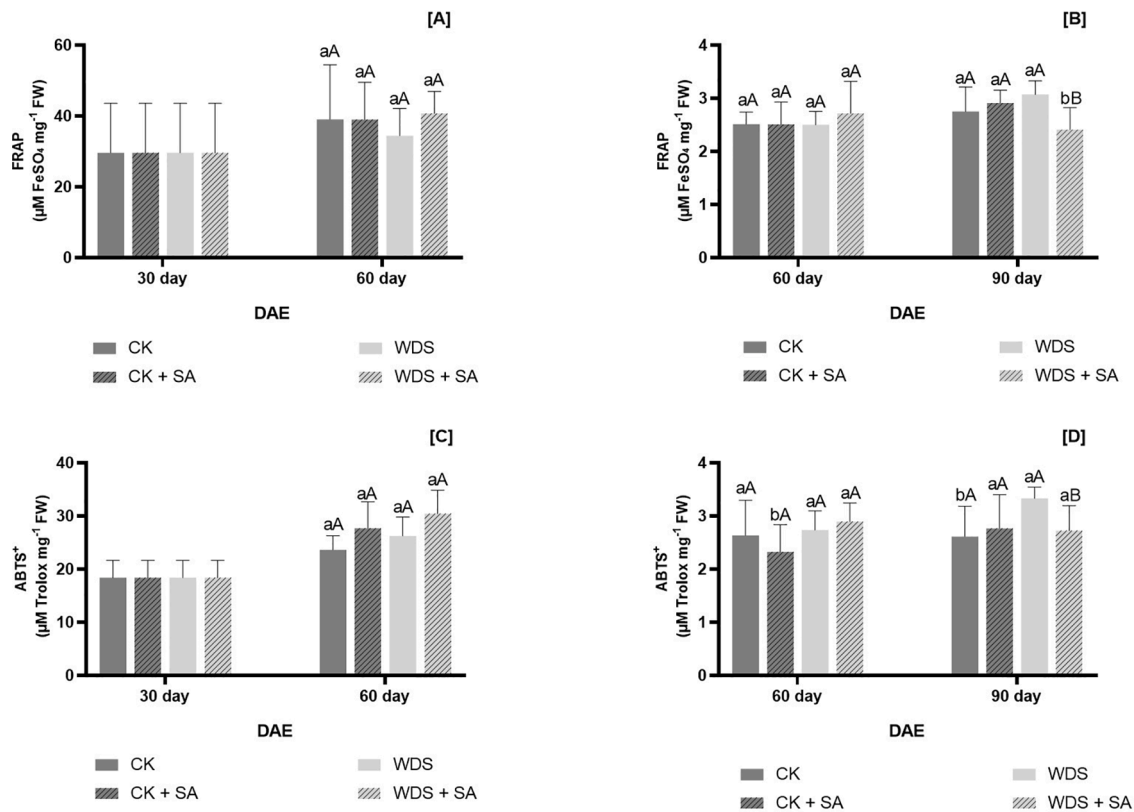 [A]
FRAP
(µM FeSO₄ mg⁻¹ FW)
60
40
20
0
aA aA aA aA
30 day 60 day
DAE
CK WDS
CK + SA WDS + SA
[B]
FRAP
(µM FeSO₄ mg⁻¹ FW)
4
3
2
1
0
aA aA aA aA aA aA aA bB
60 day 90 day
DAE
CK WDS
CK + SA WDS + SA
[C]
ABTS⁺
(µM Trolox mg⁻¹ FW)
40
30
20
10
0
aA aA aA aA
30 day 60 day
DAE
CK WDS
CK + SA WDS + SA
[D]
ABTS⁺
(µM Trolox mg⁻¹ FW)
4
3
2
1
0
aA bA aA aA bA aA aA aB
60 day 90 day
DAE
CK WDS
CK + SA WDS + SA